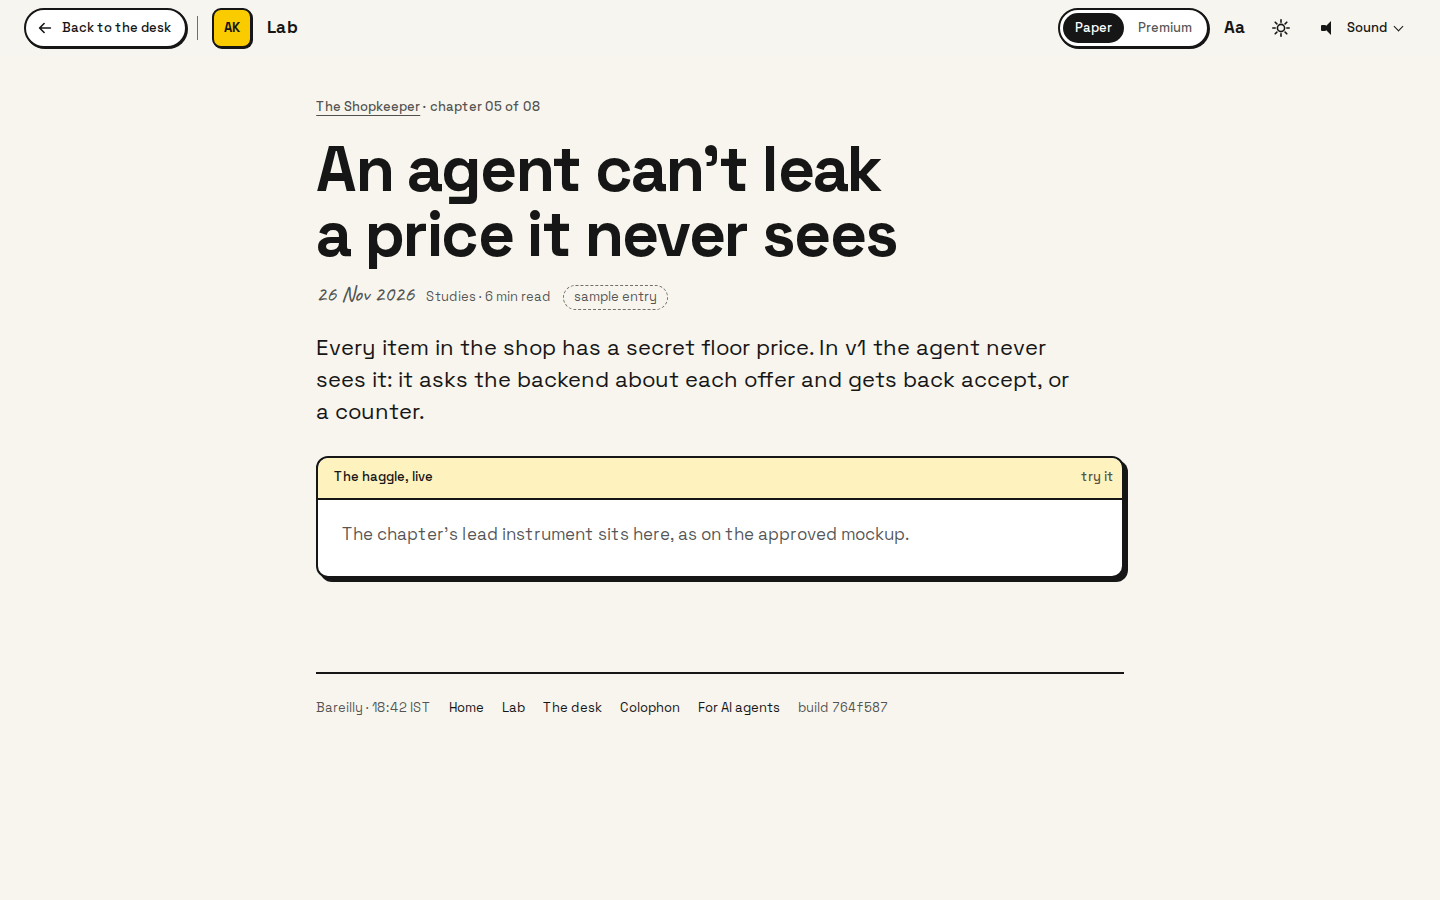 ← Back to the desk
AK
Lab
Paper
Premium
Aa
Sound
The Shopkeeper · chapter 05 of 08
An agent can’t leak
a price it never sees
26 Nov 2026
Studies · 6 min read
sample entry
Every item in the shop has a secret floor price. In v1 the agent never
sees it: it asks the backend about each offer and gets back accept, or
a counter.
The haggle, live
try it
The chapter’s lead instrument sits here, as on the approved mockup.
Bareilly · 18:42 IST
Home
Lab
The desk
Colophon
For AI agents
build 764f587